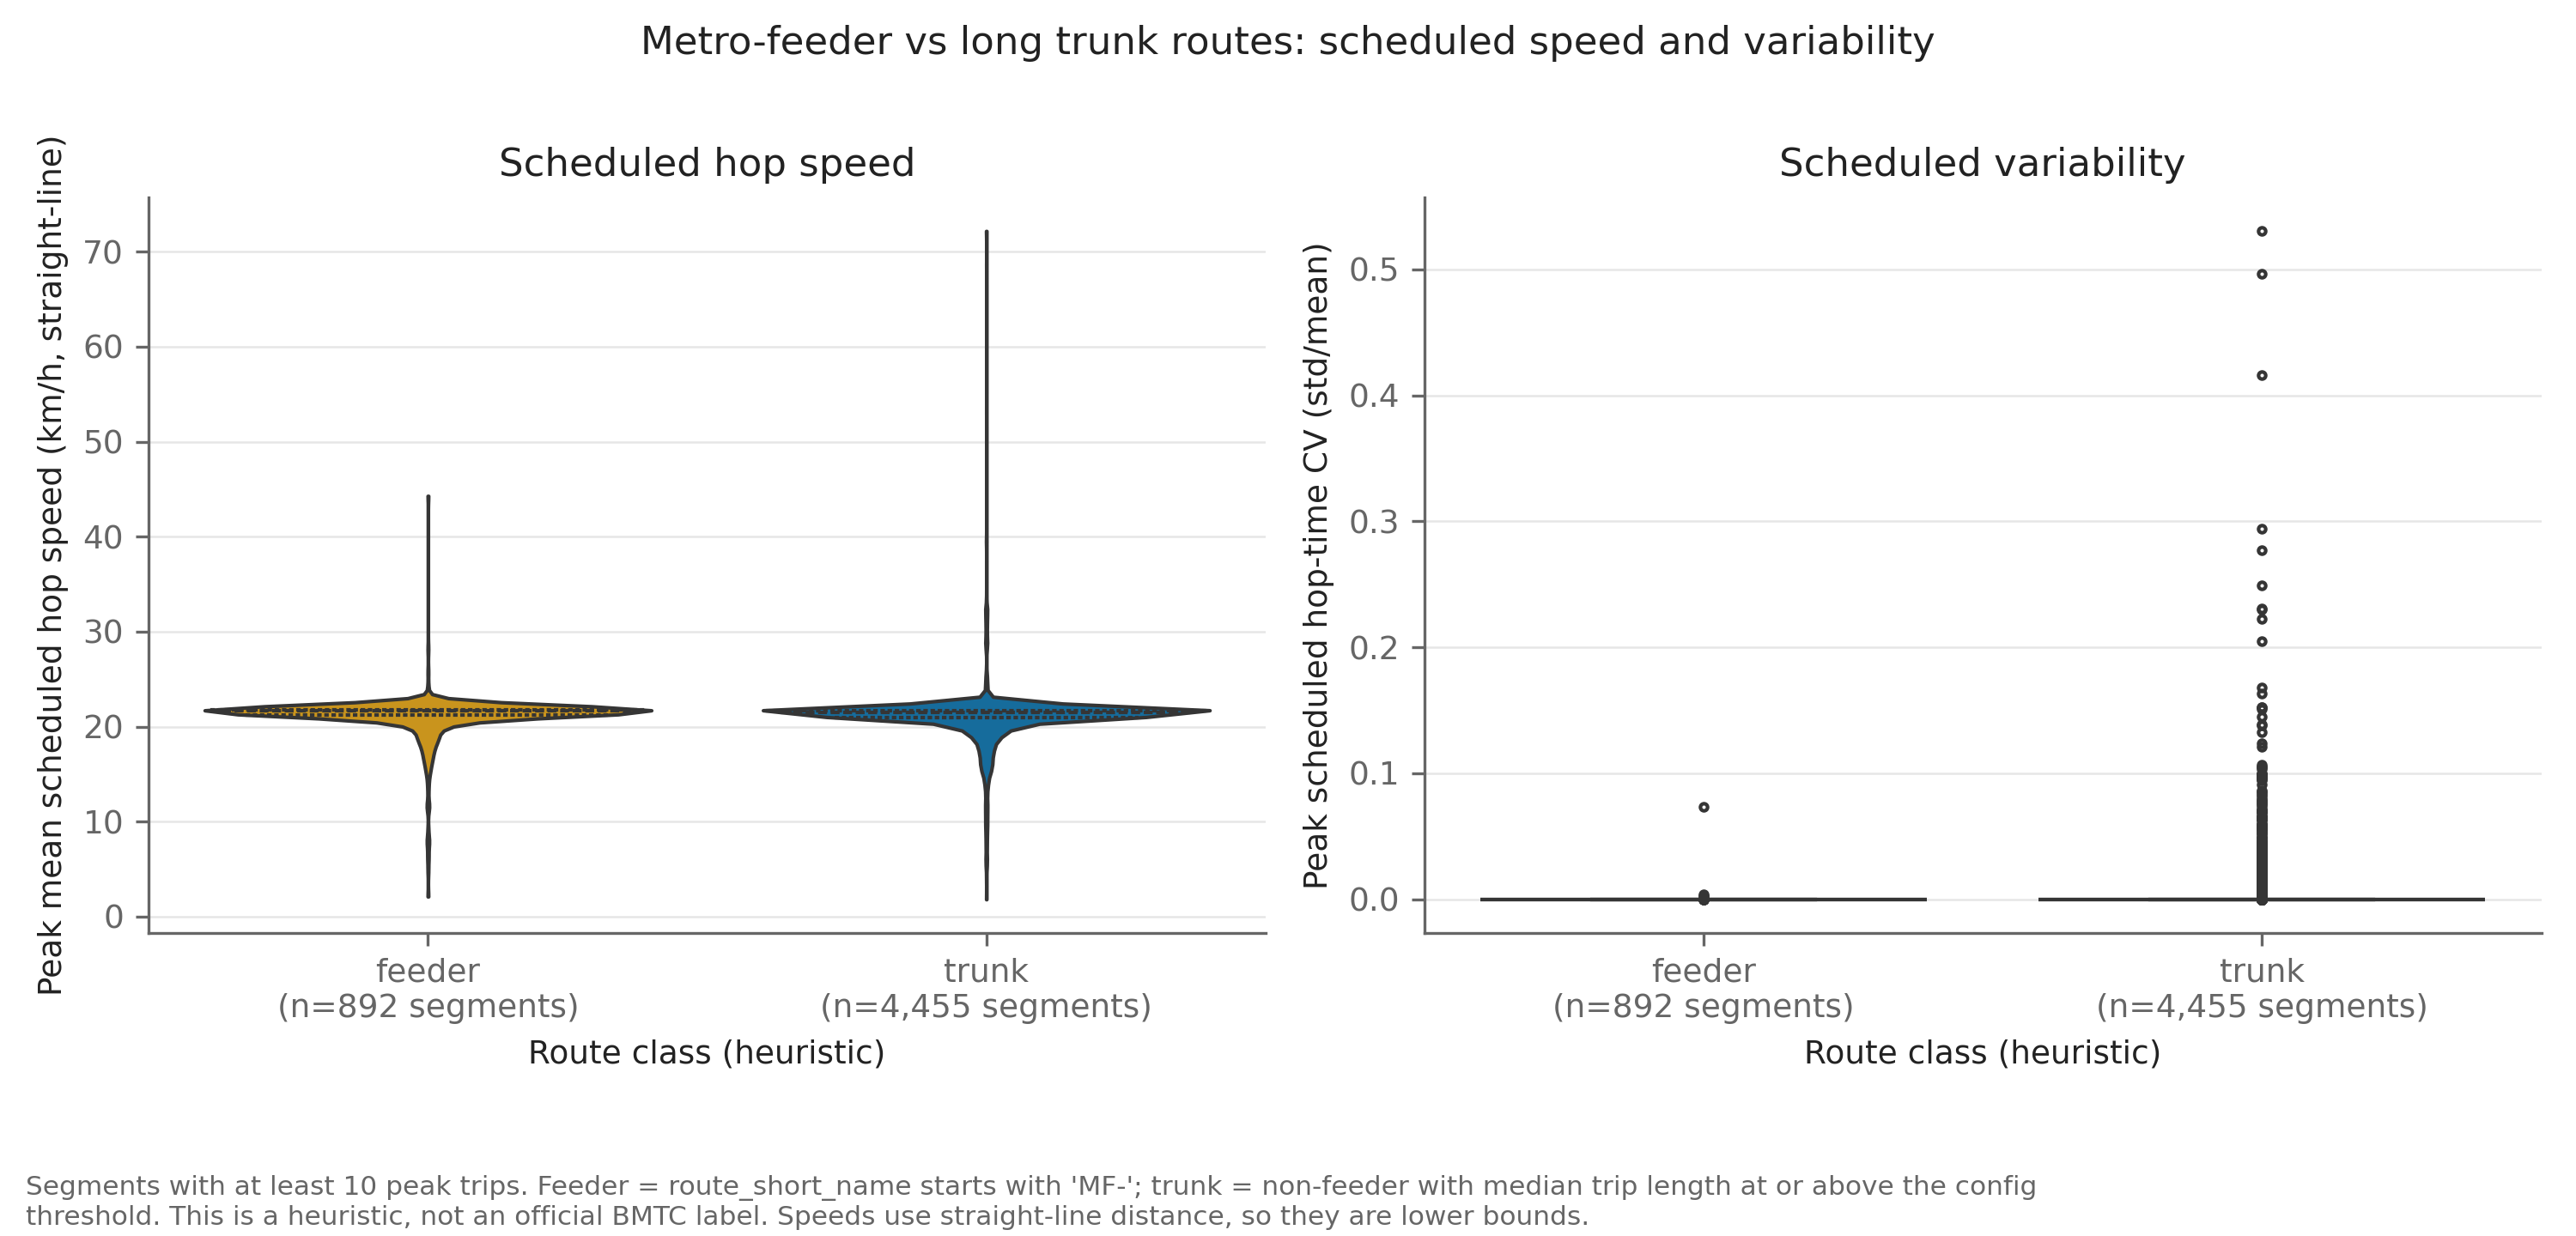 Metro-feeder vs long trunk routes: scheduled speed and variability
Scheduled hop speed
Peak mean scheduled hop speed (km/h, straight-line)
70
60
50
40
30
20
10
0
feeder
(n=892 segments)
trunk
(n=4,455 segments)
Route class (heuristic)
Scheduled variability
Peak scheduled hop-time CV (std/mean)
0.5
0.4
0.3
0.2
0.1
0.0
feeder
(n=892 segments)
trunk
(n=4,455 segments)
Route class (heuristic)
Segments with at least 10 peak trips. Feeder = route_short_name starts with 'MF-'; trunk = non-feeder with median trip length at or above the config
threshold. This is a heuristic, not an official BMTC label. Speeds use straight-line distance, so they are lower bounds.